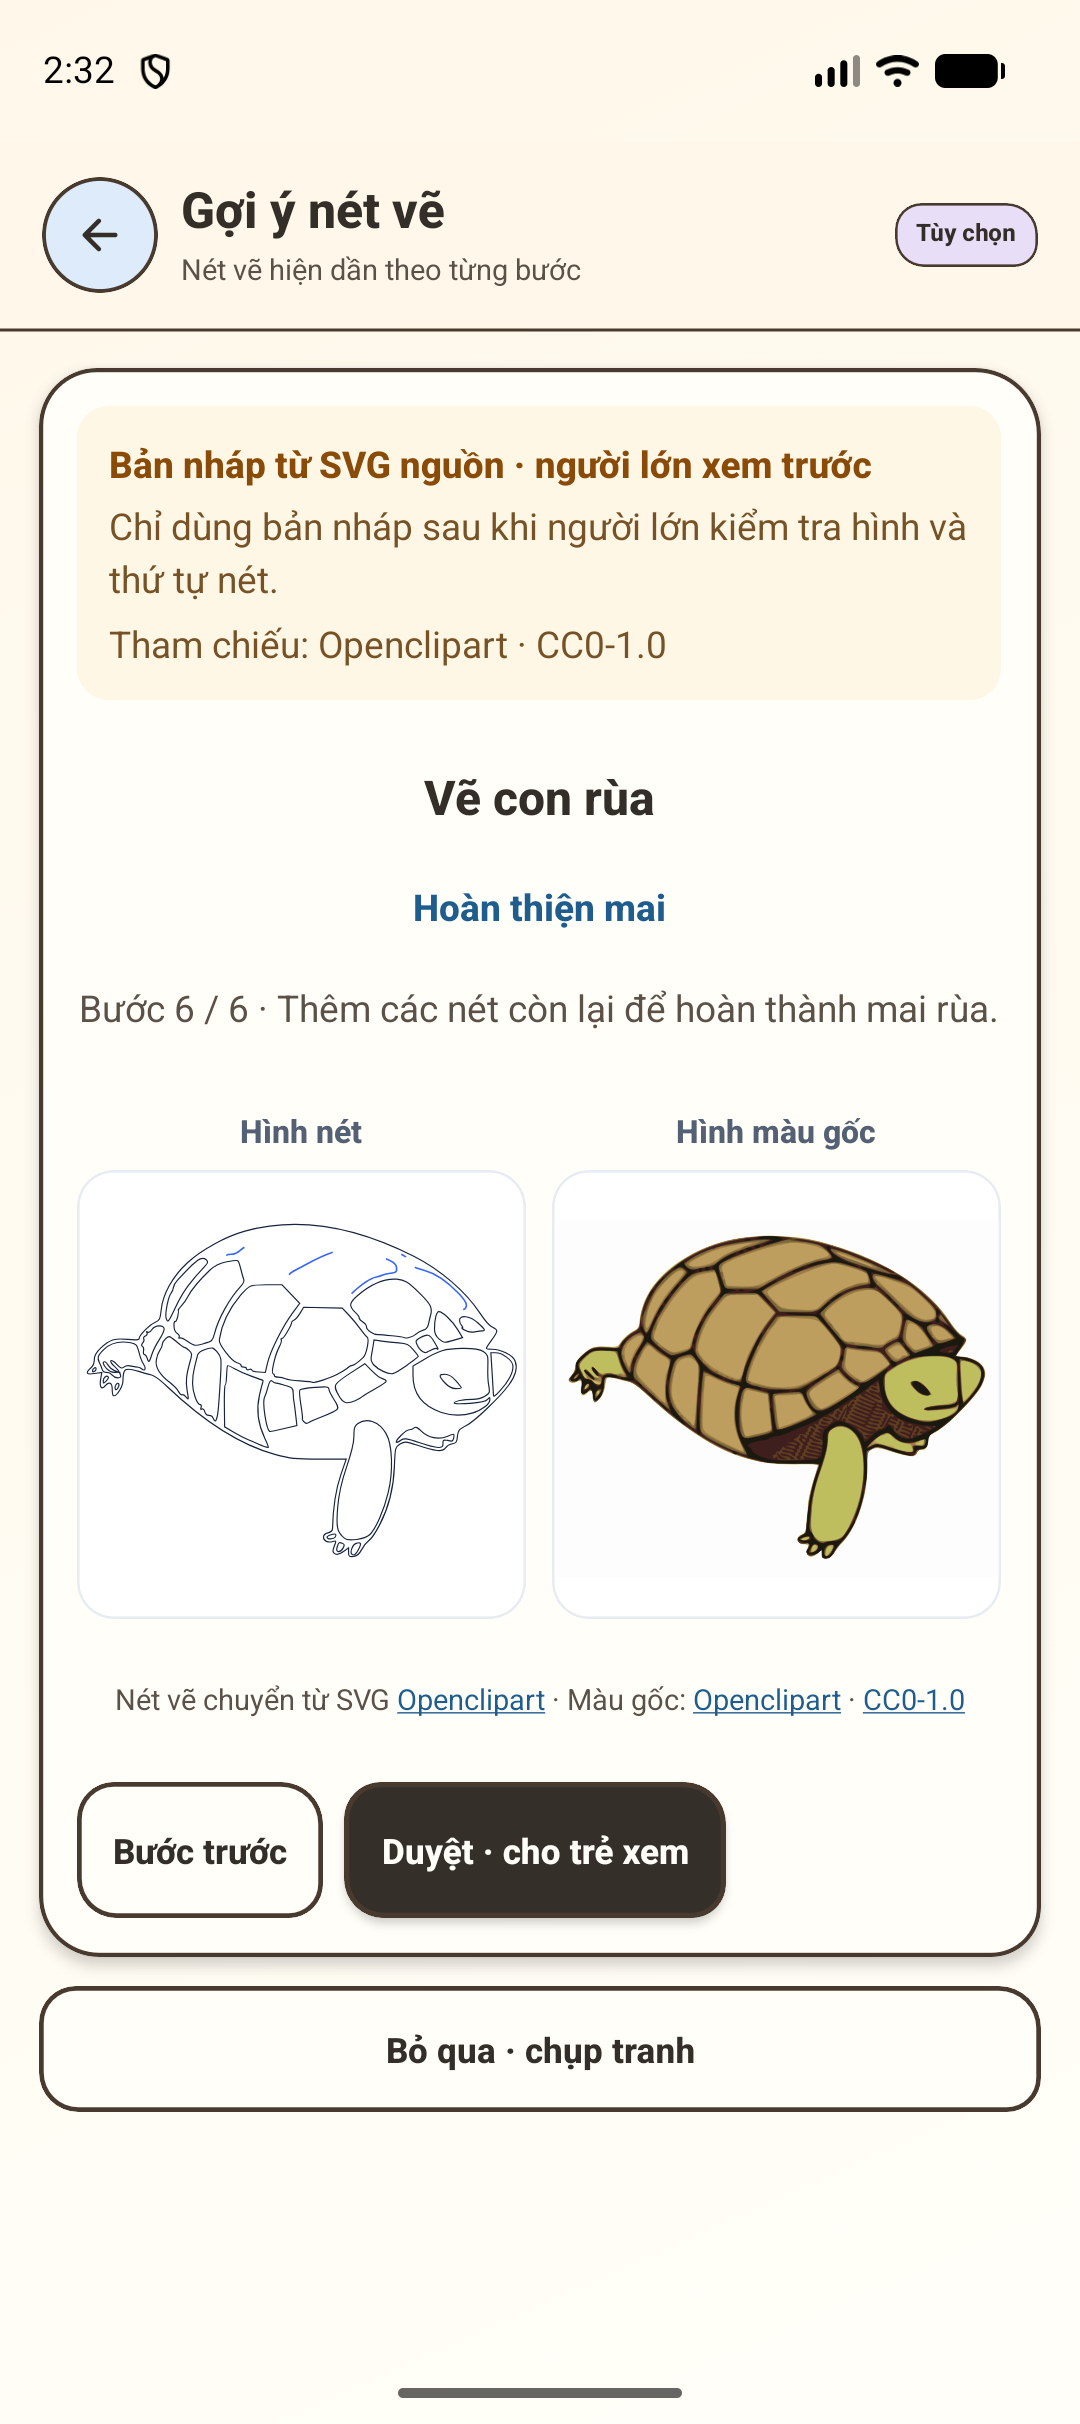 2:32
Gợi ý nét vẽ
Nét vẽ hiện dần theo từng bước
Tùy chọn
Bản nháp từ SVG nguồn · người lớn xem trước
Chỉ dùng bản nháp sau khi người lớn kiểm tra hình và
thứ tự nét.
Tham chiếu: Openclipart · CC0-1.0
Vẽ con rùa
Hoàn thiện mai
Bước 6 / 6 · Thêm các nét còn lại để hoàn thành mai rùa.
Hình nét
Hình màu gốc
Nét vẽ chuyển từ SVG Openclipart · Màu gốc: Openclipart · CC0-1.0
Bước trước
Duyệt · cho trẻ xem
Bỏ qua · chụp tranh